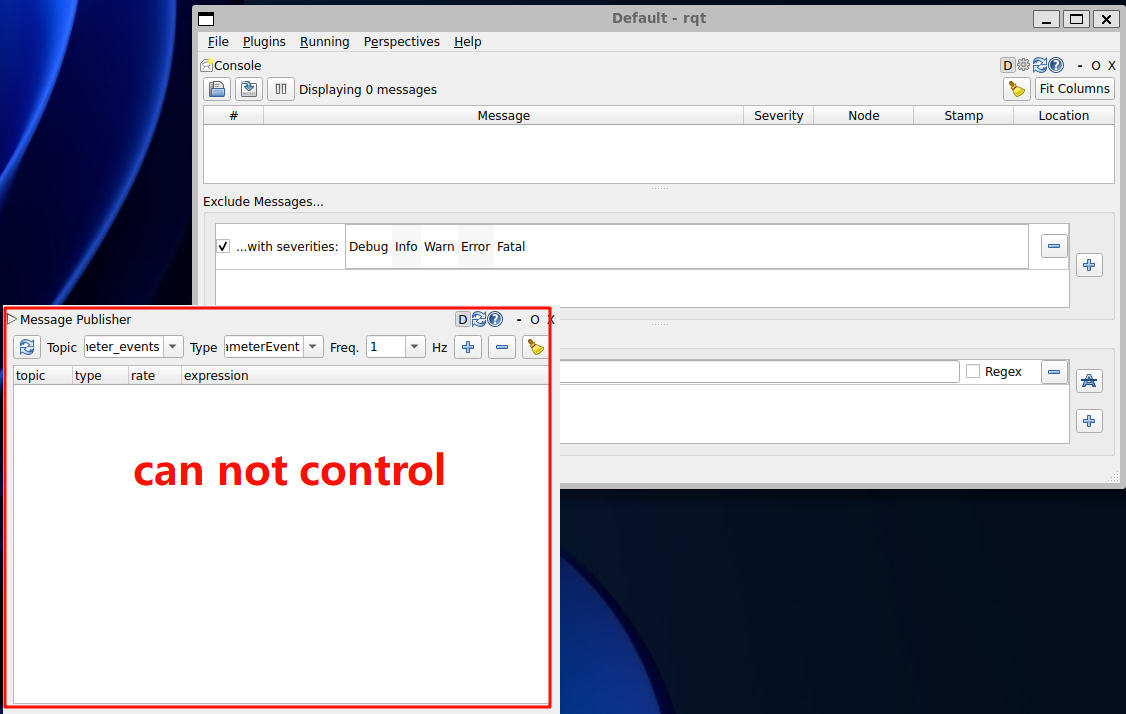 Default - rqt
File Plugins Running Perspectives Help
Console D ? - O X
Displaying 0 messages Fit Columns
# Message Severity Node Stamp Location
Exclude Messages...
...with severities: Debug Info Warn Error Fatal
Message Publisher D ? - O X
Topic neter_events Type ameterEvent Freq. 1 Hz
Regex
topic type rate expression
can not control